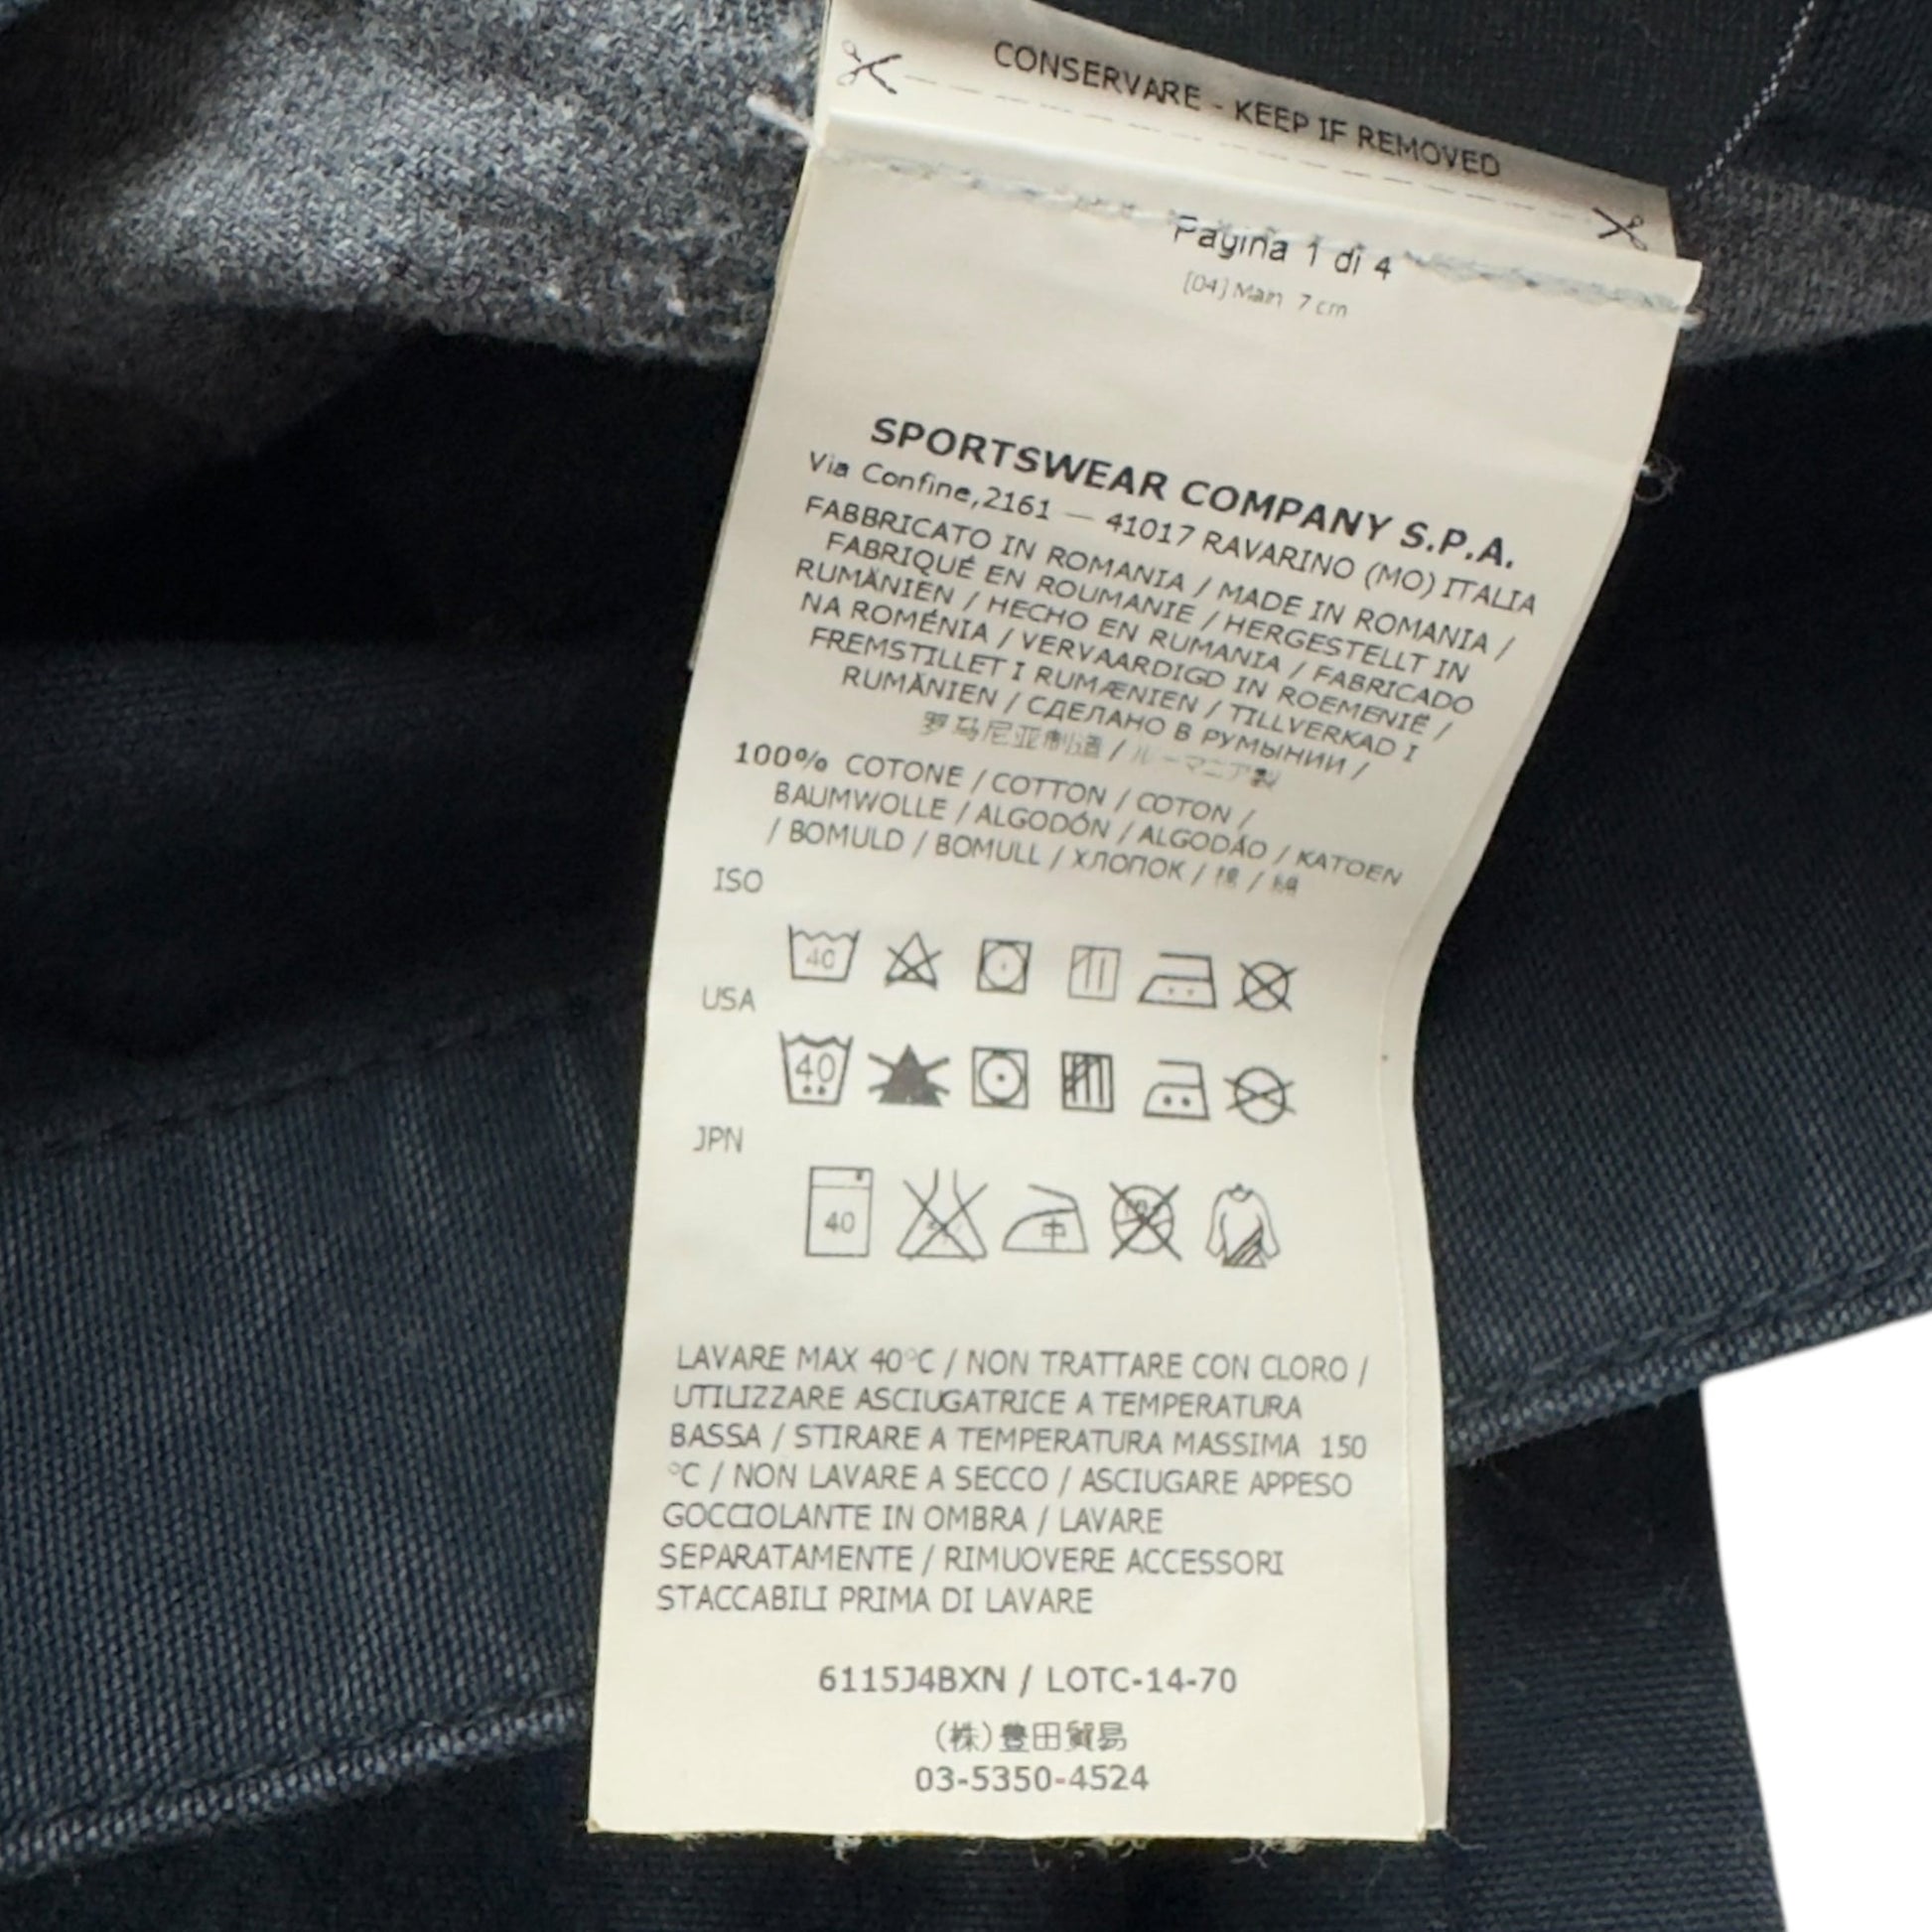 CONSERVARE - KEEP IF REMOVED
Pagina 1 di 4
[04] Main 7 cm
SPORTSWEAR COMPANY S.P.A.
Via Confine,2161 — 41017 RAVARINO (MO) ITALIA
FABBRICATO IN ROMANIA / MADE IN ROMANIA /
FABRIQUÉ EN ROUMANIE / HERGESTELLT IN
RUMÄNIEN / HECHO EN RUMANIA / FABRICADO
NA ROMÉNIA / VERVAARDIGD IN ROEMENIË /
FREMSTILLET I RUMÆNIEN / TILLVERKAD I
RUMÄNIEN / СДЕЛАНО В РУМЫНИИ /
罗马尼亚制造 / ルーマニア製
100% COTONE / COTTON / COTON /
BAUMWOLLE / ALGODÓN / ALGODÃO / KATOEN
/ BOMULD / BOMULL / ХЛОПОК / 棉 / 綿
ISO
40
USA
40
JPN
40 中
LAVARE MAX 40°C / NON TRATTARE CON CLORO /
UTILIZZARE ASCIUGATRICE A TEMPERATURA
BASSA / STIRARE A TEMPERATURA MASSIMA 150
°C / NON LAVARE A SECCO / ASCIUGARE APPESO
GOCCIOLANTE IN OMBRA / LAVARE
SEPARATAMENTE / RIMUOVERE ACCESSORI
STACCABILI PRIMA DI LAVARE
6115J4BXN / LOTC-14-70
(株)豊田貿易
03-5350-4524